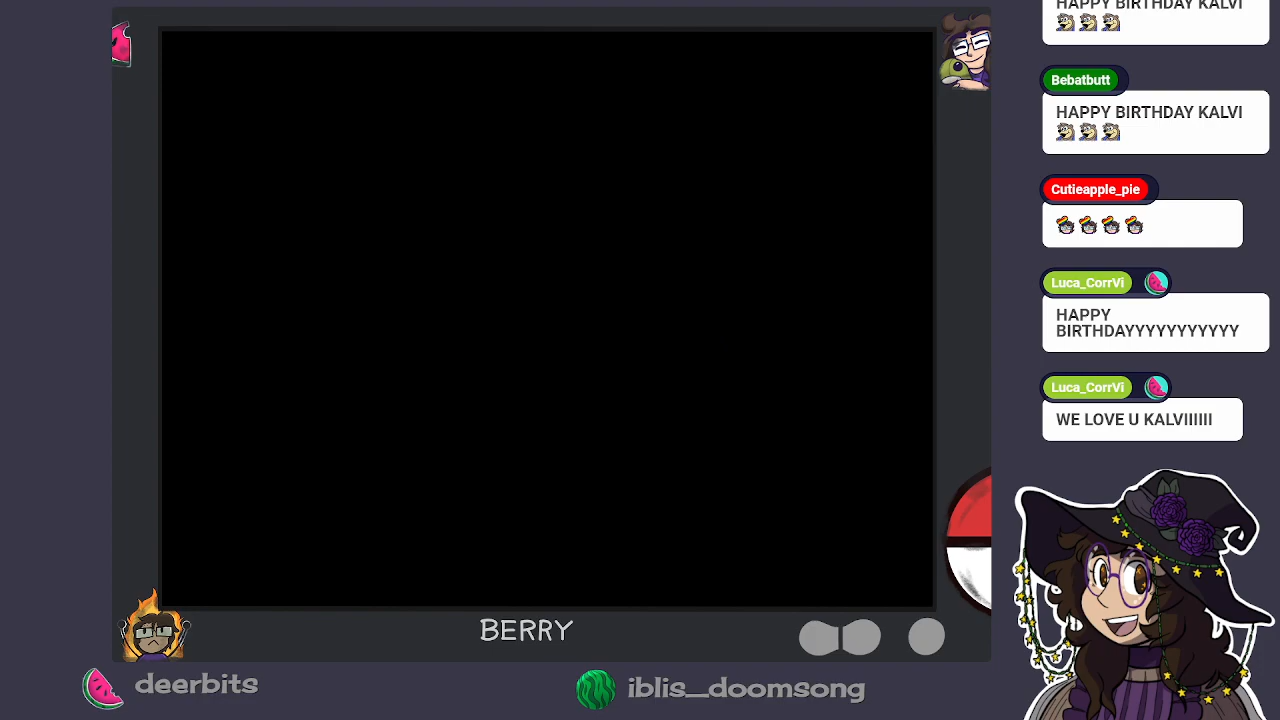 HAPPY BIRTHDAY KALVI
Bebatbutt
HAPPY BIRTHDAY KALVI
Cutieapple_pie
Luca_CorrVi
HAPPY
BIRTHDAYYYYYYYYYYY
Luca_CorrVi
WE LOVE U KALVIIIIII
BERRY
deerbits
iblis_doomsong